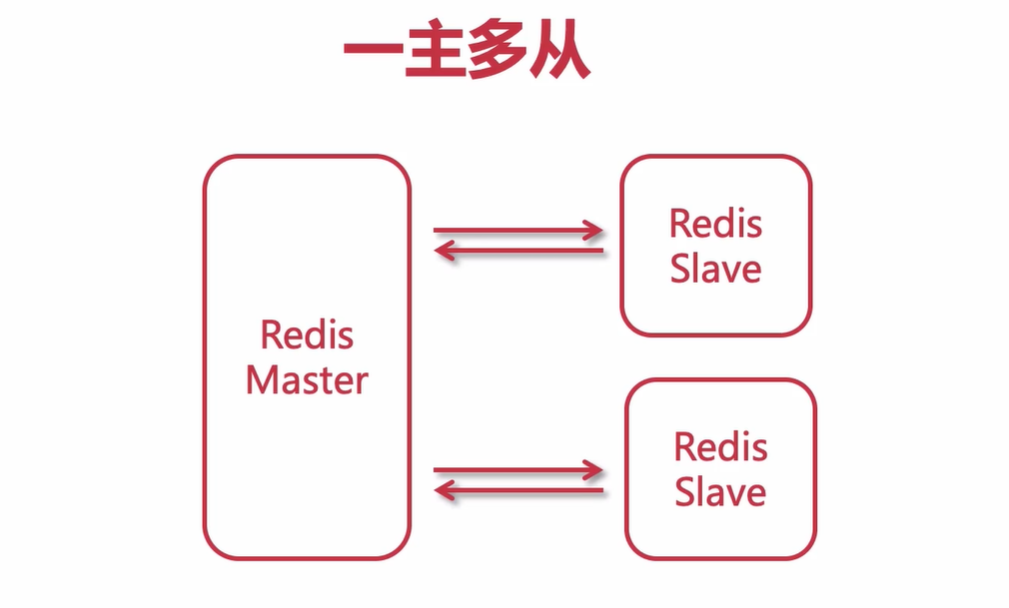 一主多从
Redis
Master
Redis
Slave
Redis
Slave